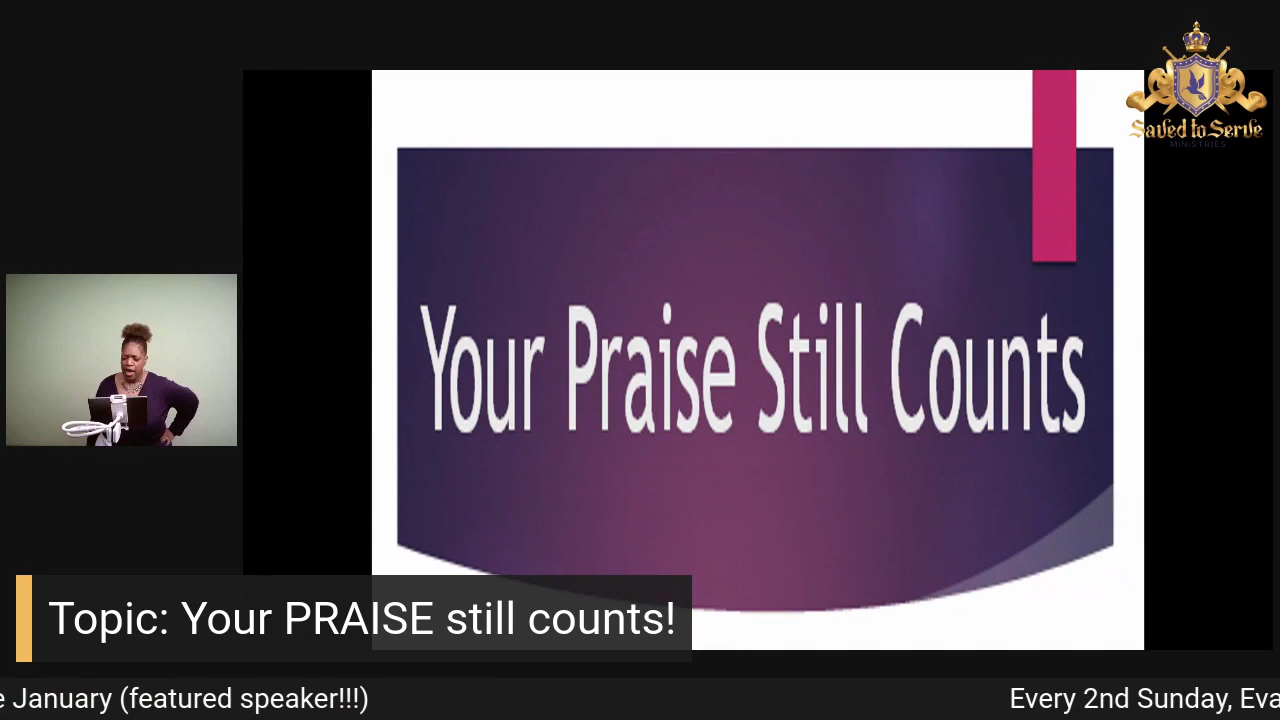 Saved to Serve
MINISTRIES
Your Praise Still Counts
Topic: Your PRAISE still counts!
e January (featured speaker!!!)
Every 2nd Sunday, Eva